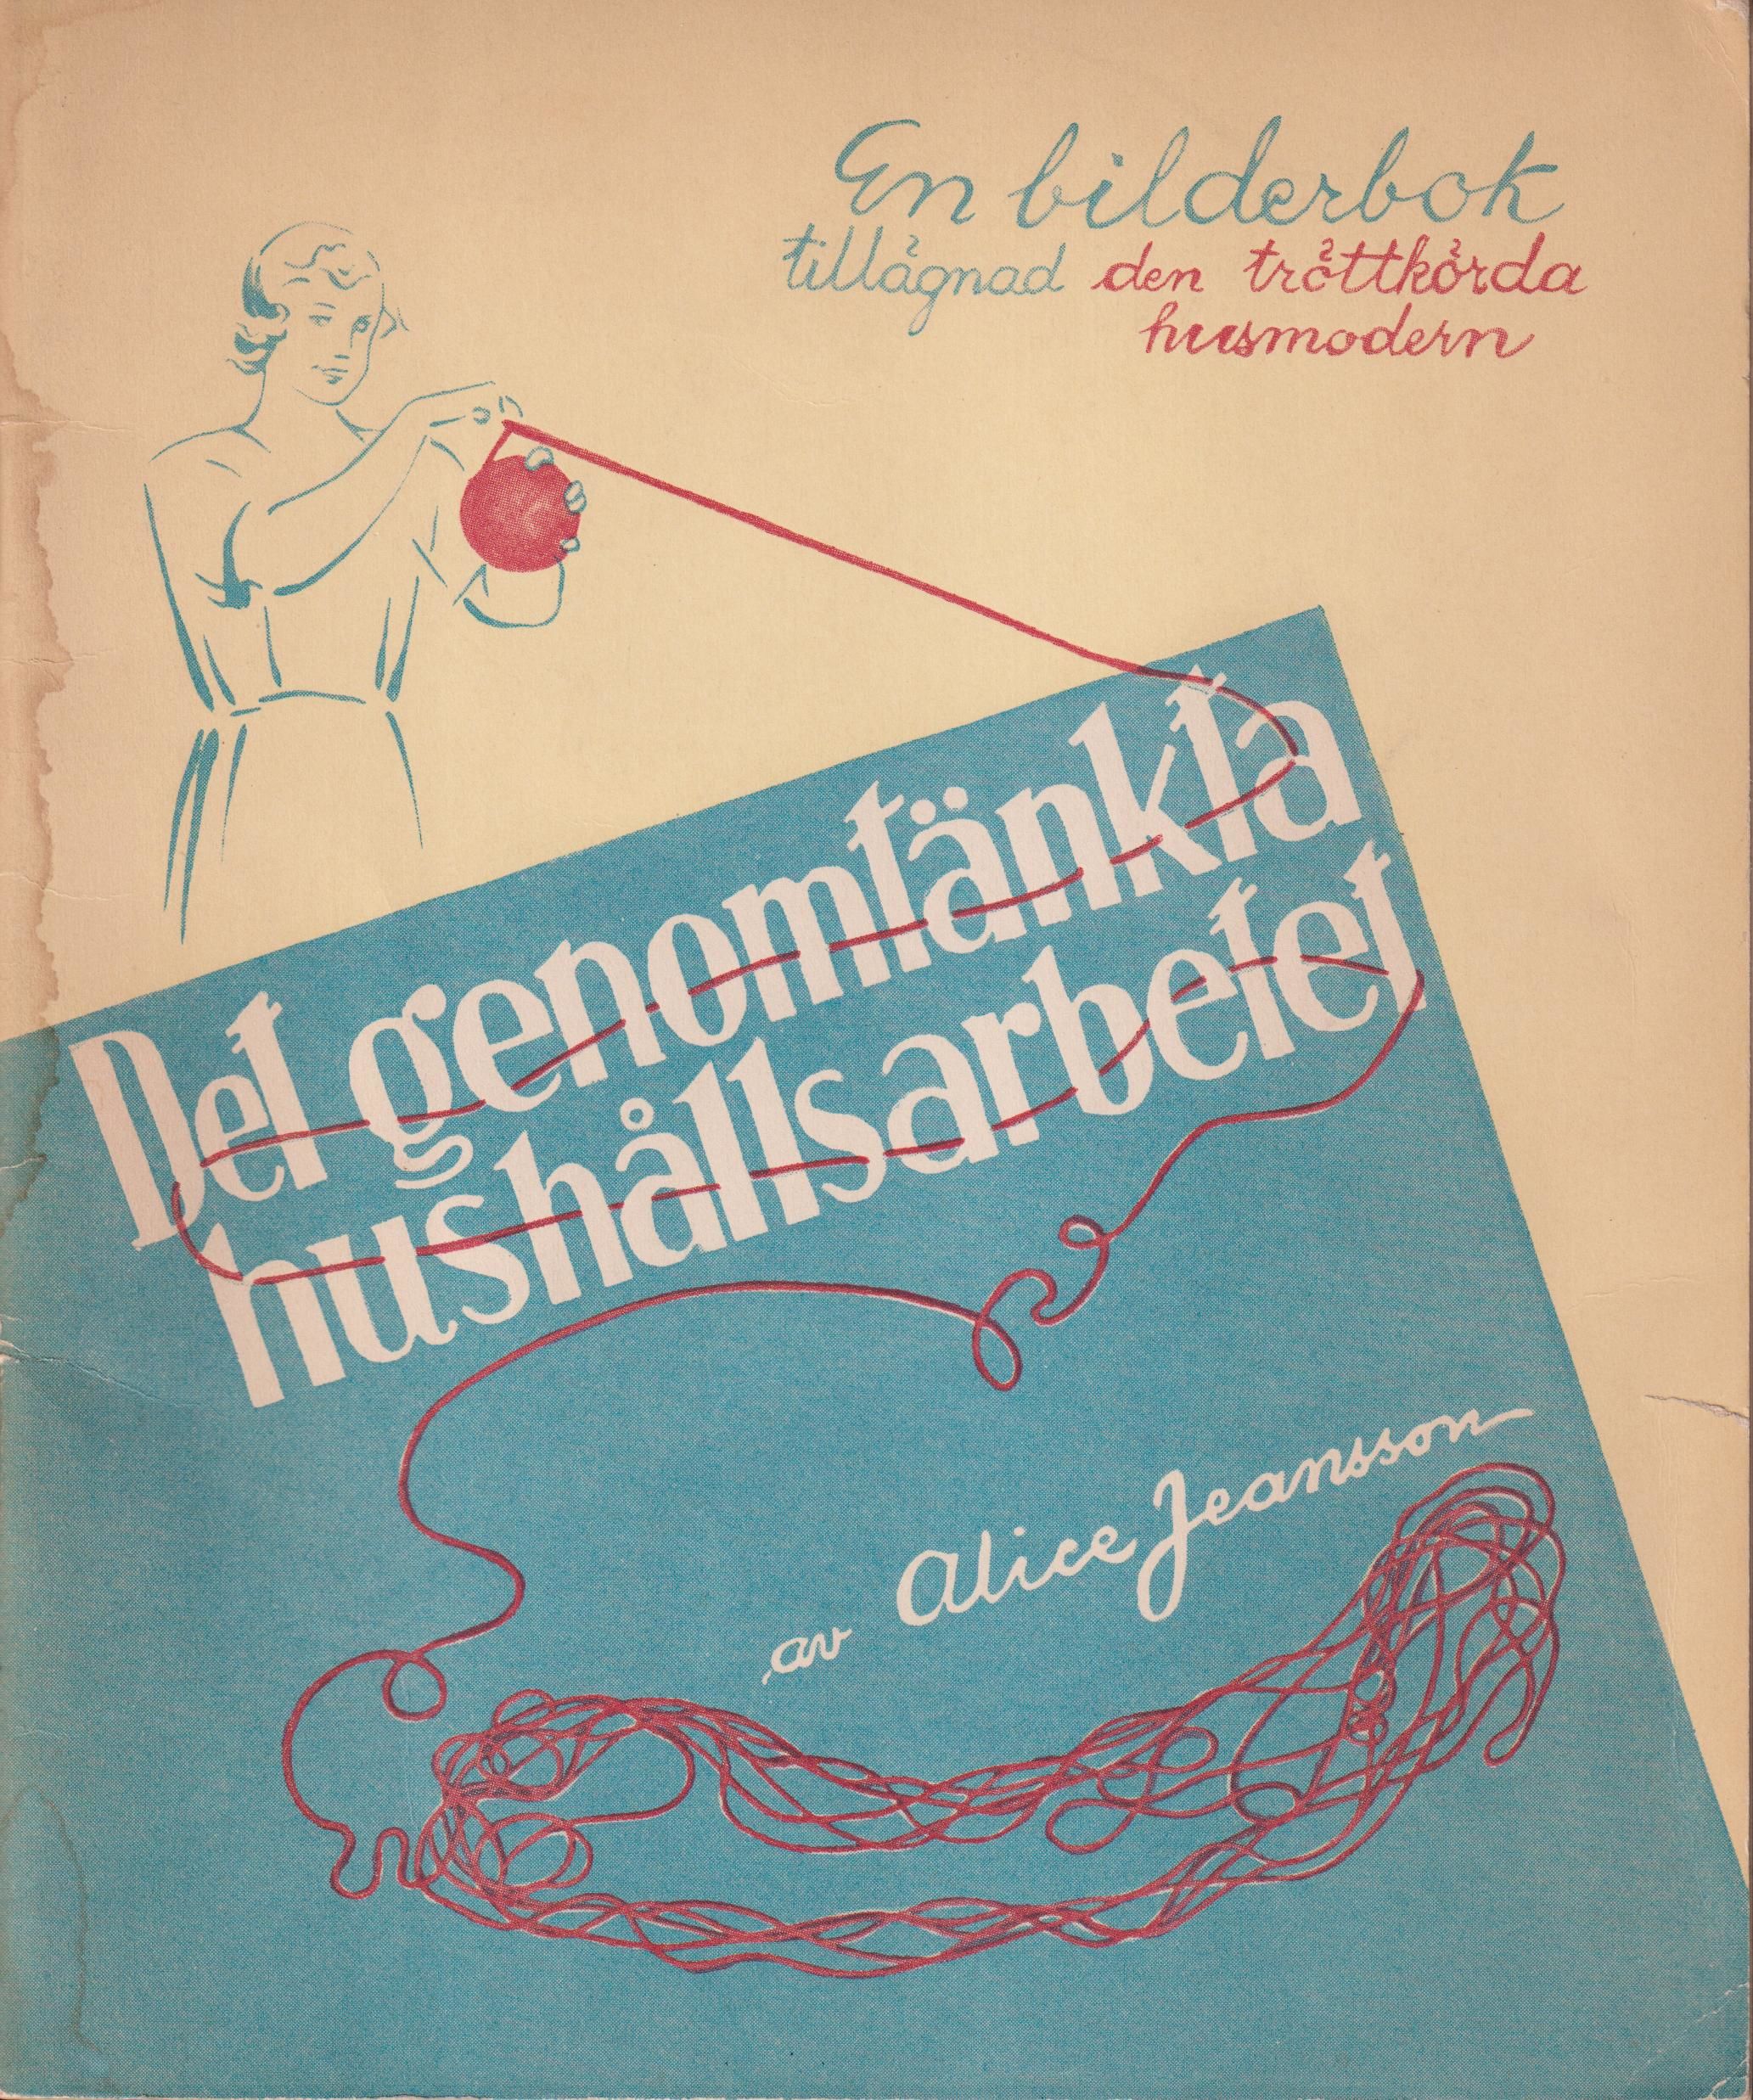 En bilderbok
tillägnad den tröttkörda
husmodern
Det genomtänkta
hushållsarbetet
av Alice Jeansson